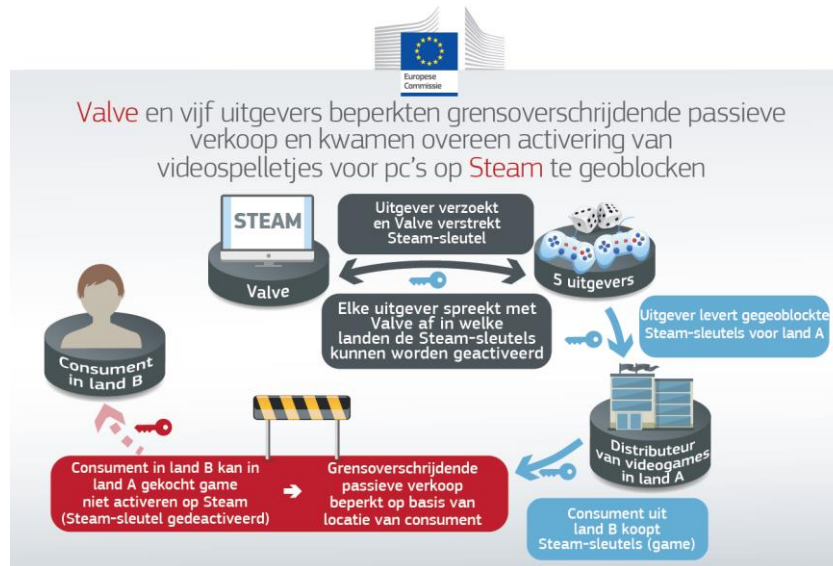 Europese
Commissie
Valve en vijf uitgevers beperkten grensoverschrijdende passieve
verkoop en kwamen overeen activering van
videospelletjes voor pc's op Steam te geoblocken
STEAM
Valve
Uitgever verzoekt
en Valve verstrekt
Steam-sleutel
5 uitgevers
Elke uitgever spreekt met
Valve af in welke
landen de Steam-sleutels
kunnen worden geactiveerd
Uitgever levert gegeoblockte
Steam-sleutels voor land A
Consument
in land B
Distributeur
van videogames
in land A
Consument in land B kan in
land A gekocht game
niet activeren op Steam
(Steam-sleutel gedeactiveerd)
Grensoverschrijdende
passieve verkoop
beperkt op basis van
locatie van consument
Consument uit
land B koopt
Steam-sleutels (game)